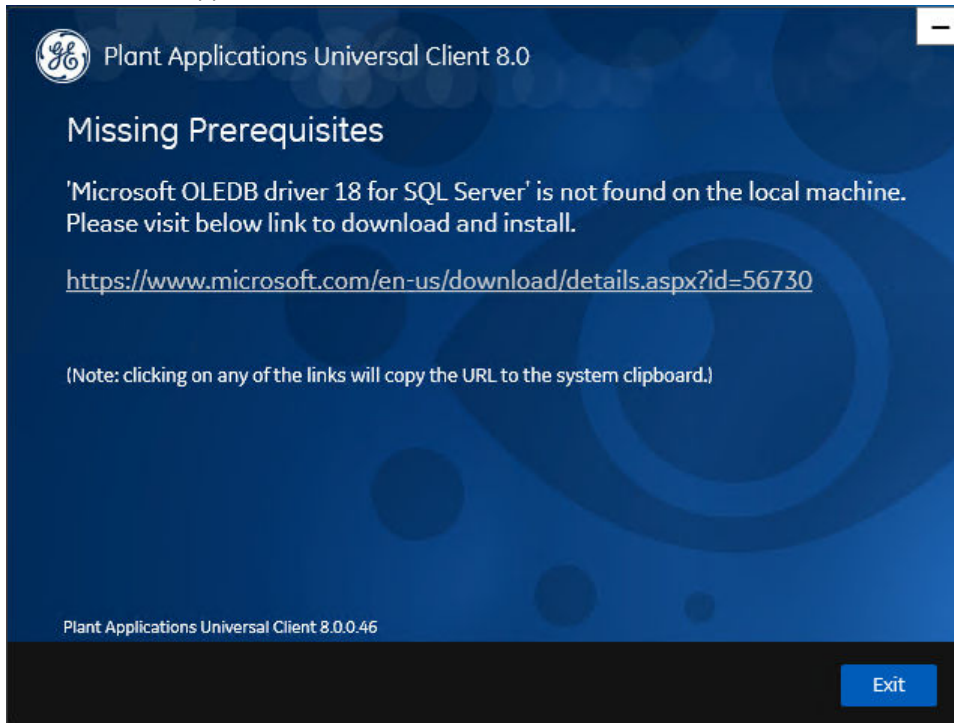 Plant Applications Universal Client 8.0
Missing Prerequisites
'Microsoft OLEDB driver 18 for SQL Server' is not found on the local machine.
Please visit below link to download and install.
https://www.microsoft.com/en-us/download/details.aspx?id=56730
(Note: clicking on any of the links will copy the URL to the system clipboard.)
Plant Applications Universal Client 8.0.0.46
Exit